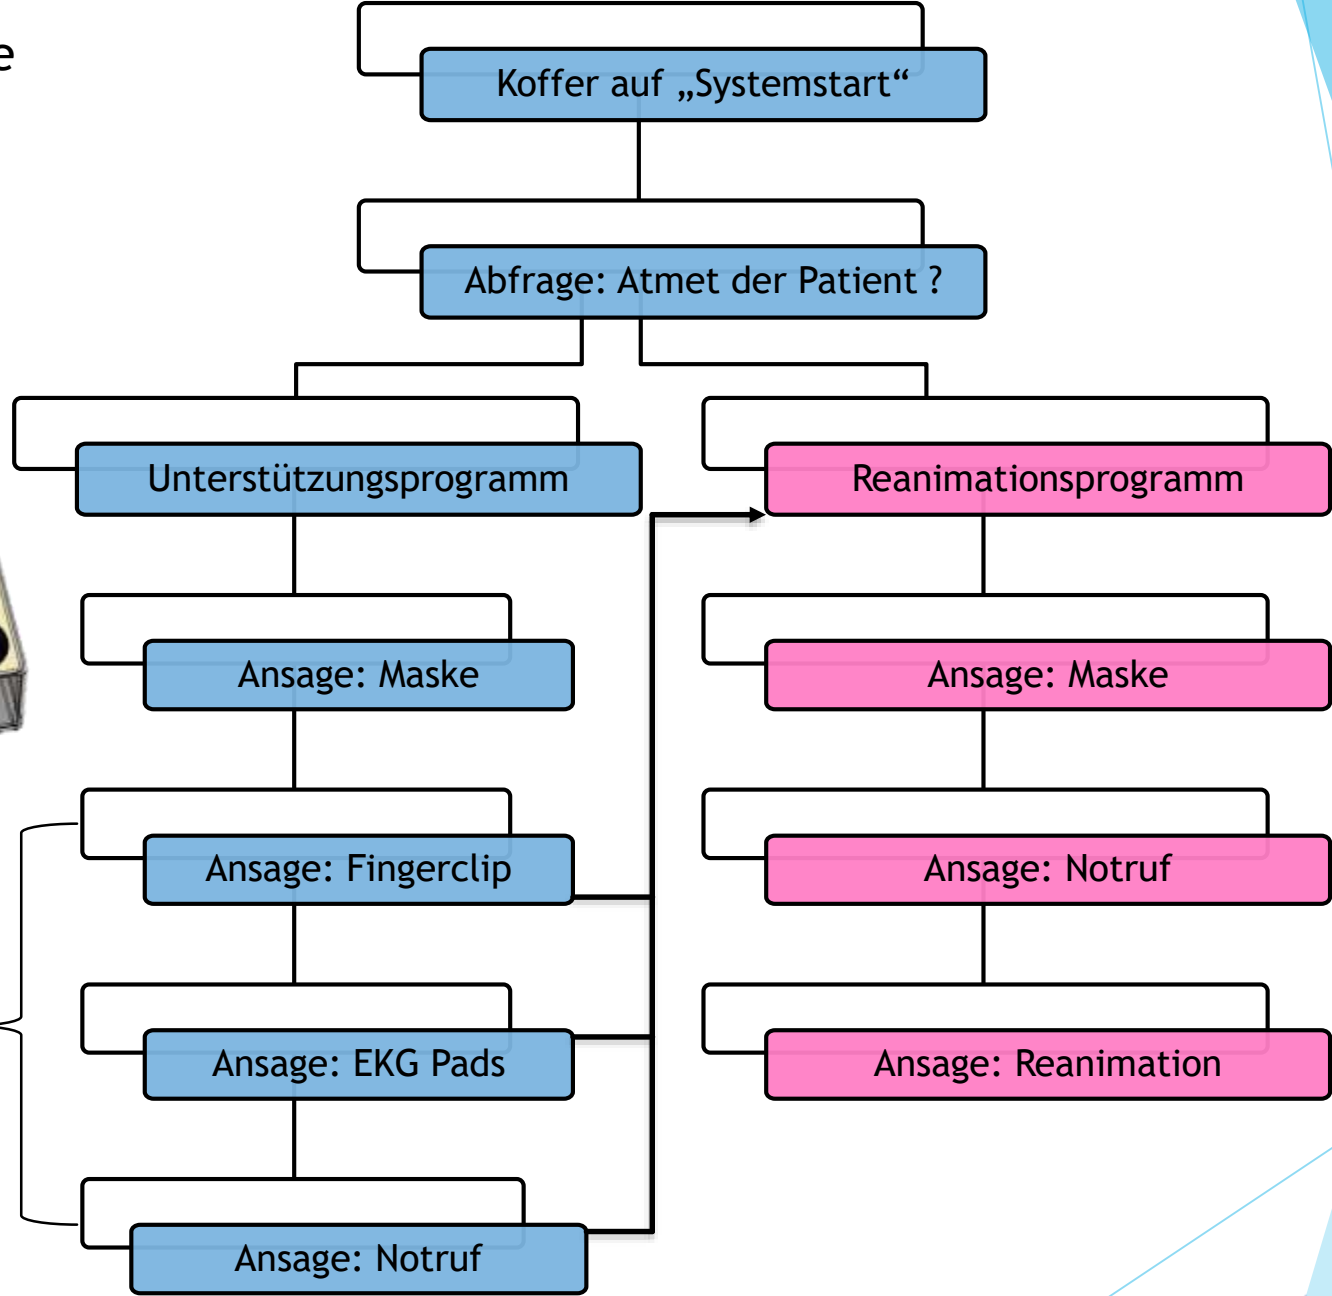 Koffer auf „Systemstart“
Abfrage: Atmet der Patient ?
Unterstützungsprogramm
Reanimationsprogramm
Ansage: Maske
Ansage: Maske
Ansage: Fingerclip
Ansage: Notruf
Ansage: EKG Pads
Ansage: Reanimation
Ansage: Notruf